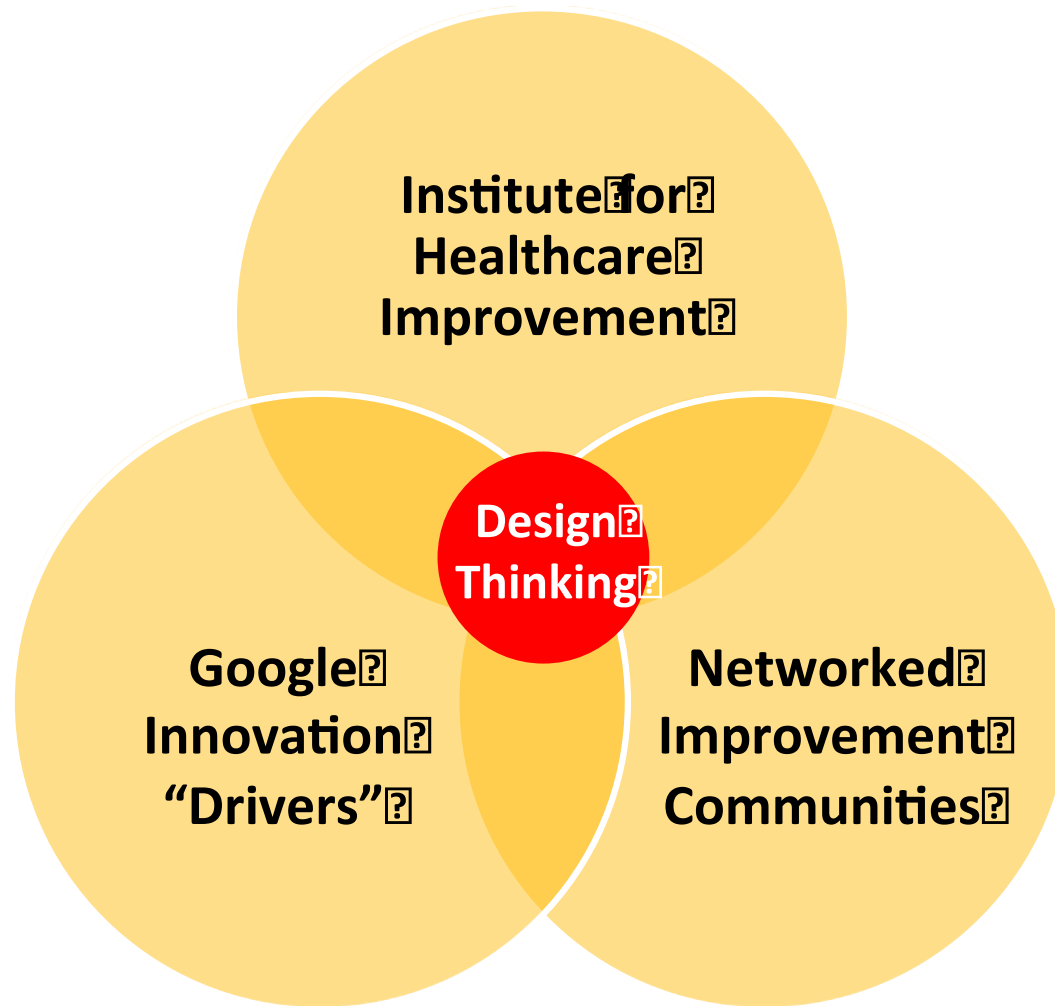 Institute for
Healthcare
Improvement
Design
Thinking
Google
Innovation
“Drivers”
Networked
Improvement
Communities